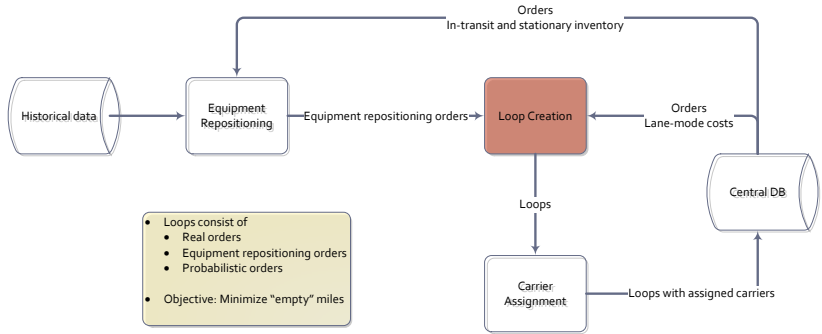 Orders
In-transit and stationary inventory
Historical data
Equipment
Repositioning
Equipment repositioning orders
Loop Creation
Orders
Lane-mode costs
Central DB
Loops
• Loops consist of
• Real orders
• Equipment repositioning orders
• Probabilistic orders
• Objective: Minimize “empty” miles
Carrier
Assignment
Loops with assigned carriers